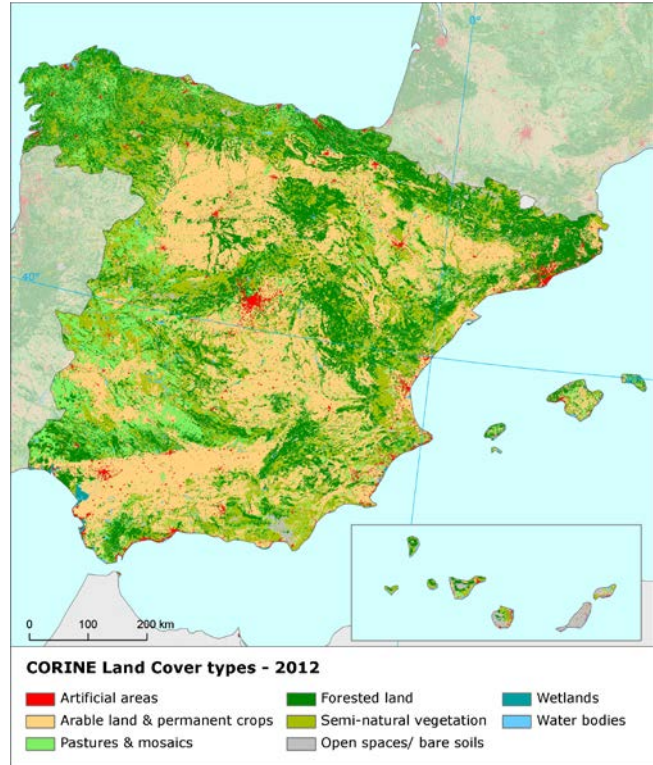 0°
40°
0 100 200 km
CORINE Land Cover types - 2012
Artificial areas Forested land Wetlands
Arable land & permanent crops Semi-natural vegetation Water bodies
Pastures & mosaics Open spaces/ bare soils